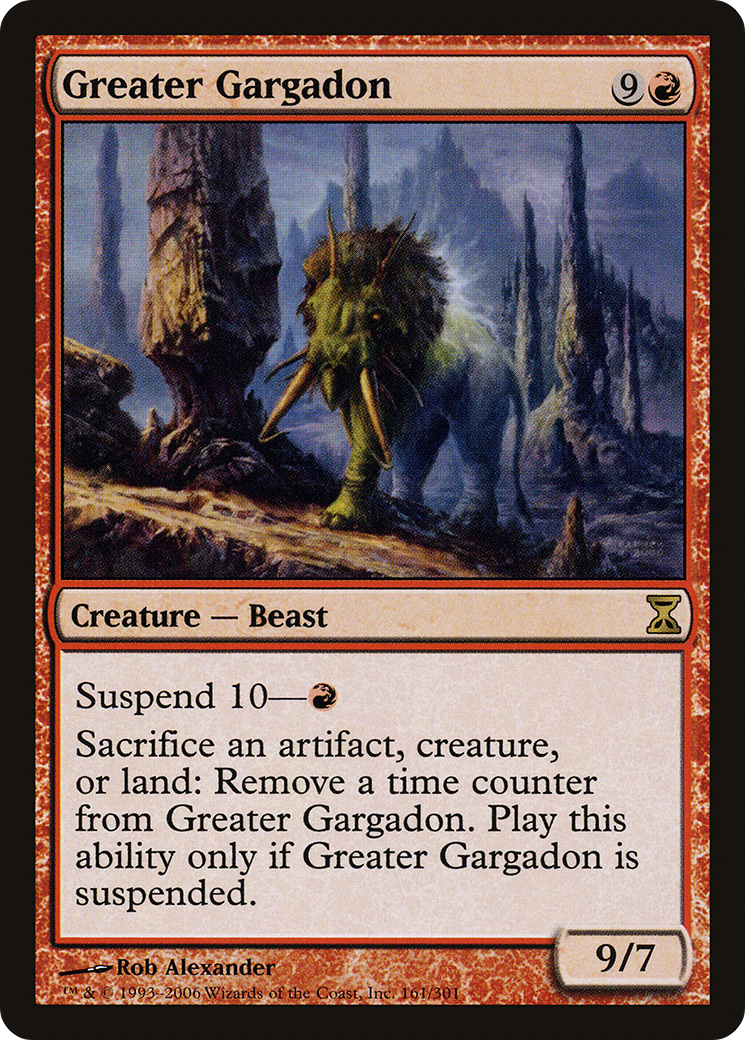 Greater Gargadon 9
Creature — Beast
Suspend 10—
Sacrifice an artifact, creature,
or land: Remove a time counter
from Greater Gargadon. Play this
ability only if Greater Gargadon is
suspended.
9/7
Rob Alexander
™ & © 1993–2006 Wizards of the Coast, Inc. 161/301